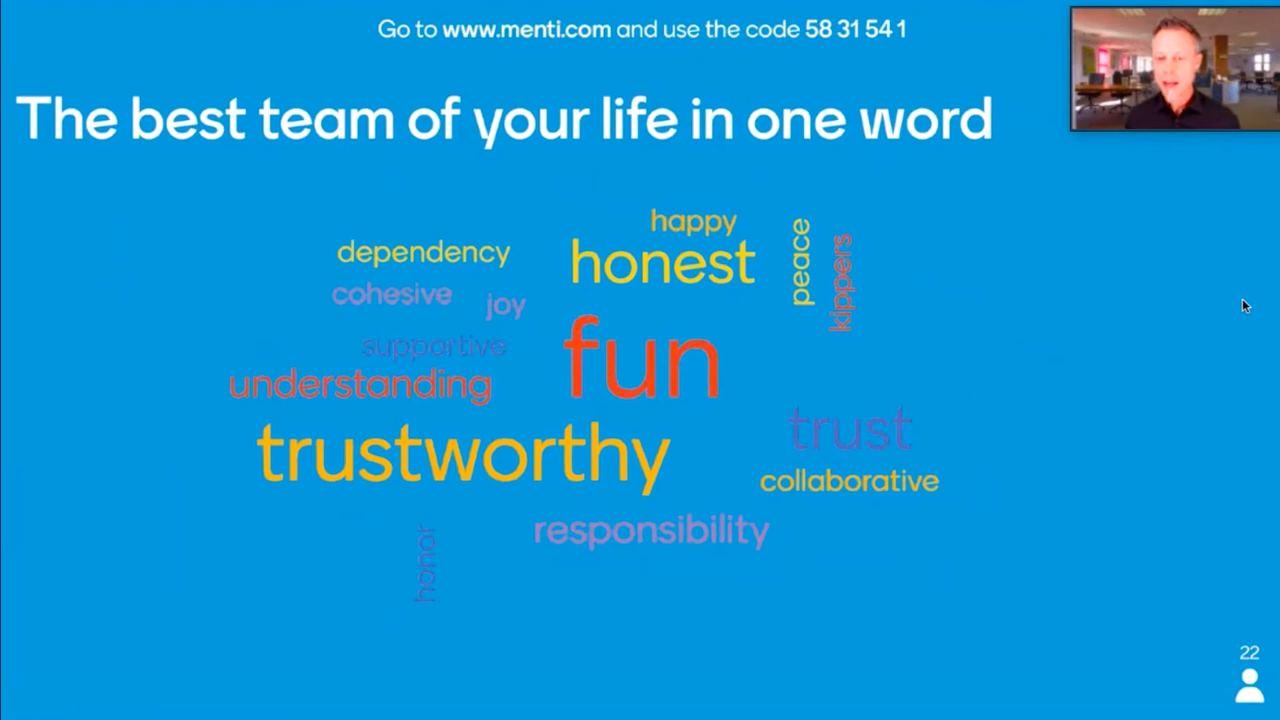 Go to www.menti.com and use the code 58 31 54 1
The best team of your life in one word
happy
peace
kippers
dependency
honest
cohesive
joy
supportive
fun
understanding
trust
trustworthy
collaborative
responsibility
honor
22